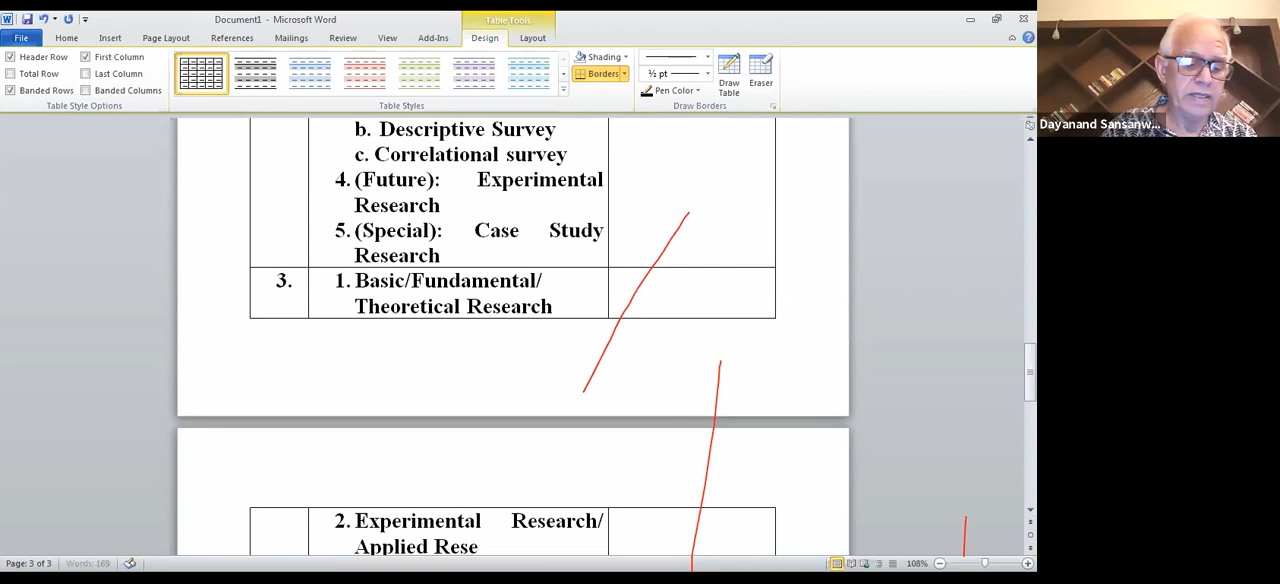 Document1 - Microsoft Word
Table Tools
File Home Insert Page Layout References Mailings Review View Add-Ins Design Layout
Header Row First Column
Total Row Last Column
Banded Rows Banded Columns
Table Style Options
Table Styles
Shading
Borders
½ pt
Pen Color
Draw Table
Eraser
Draw Borders
Dayanand Sansanw...
b. Descriptive Survey
c. Correlational survey
4. (Future): Experimental
Research
5. (Special): Case Study
Research
3. 1. Basic/Fundamental/
Theoretical Research
2. Experimental Research/
Applied Rese
Page: 3 of 3 Words: 169 108%